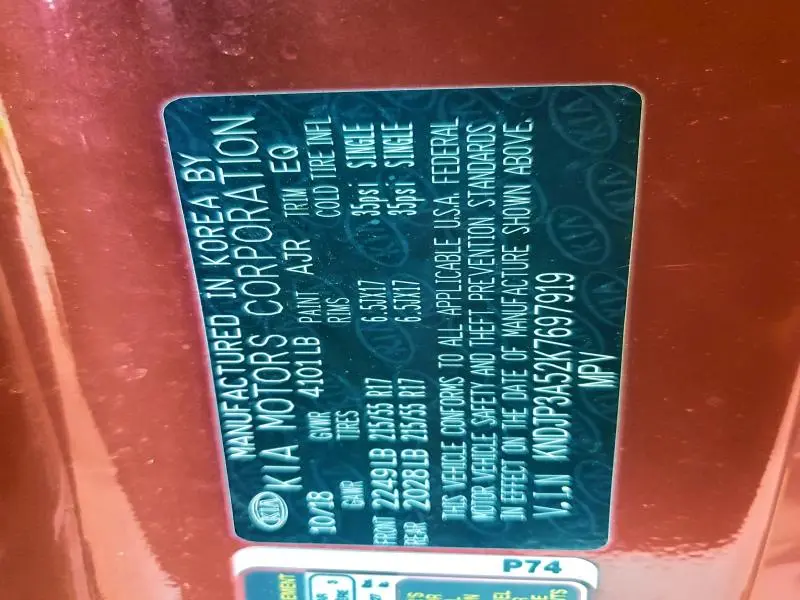 MANUFACTURED IN KOREA BY
KIA KIA MOTORS CORPORATION
10/18 GVWR 4101LB PAINT AJR TRIM EQ
GAWR TIRES RIMS COLD TIRE INFL
FRONT 2249LB 215/55 R17 6.5JX17 35psi SINGLE
REAR 2028LB 215/55 R17 6.5JX17 35psi SINGLE
THIS VEHICLE CONFORMS TO ALL APPLICABLE U.S.A. FEDERAL
MOTOR VEHICLE SAFETY AND THEFT PREVENTION STANDARDS
IN EFFECT ON THE DATE OF MANUFACTURE SHOWN ABOVE.
V.I.N KNDJP3A52K7697919
MPV
P74